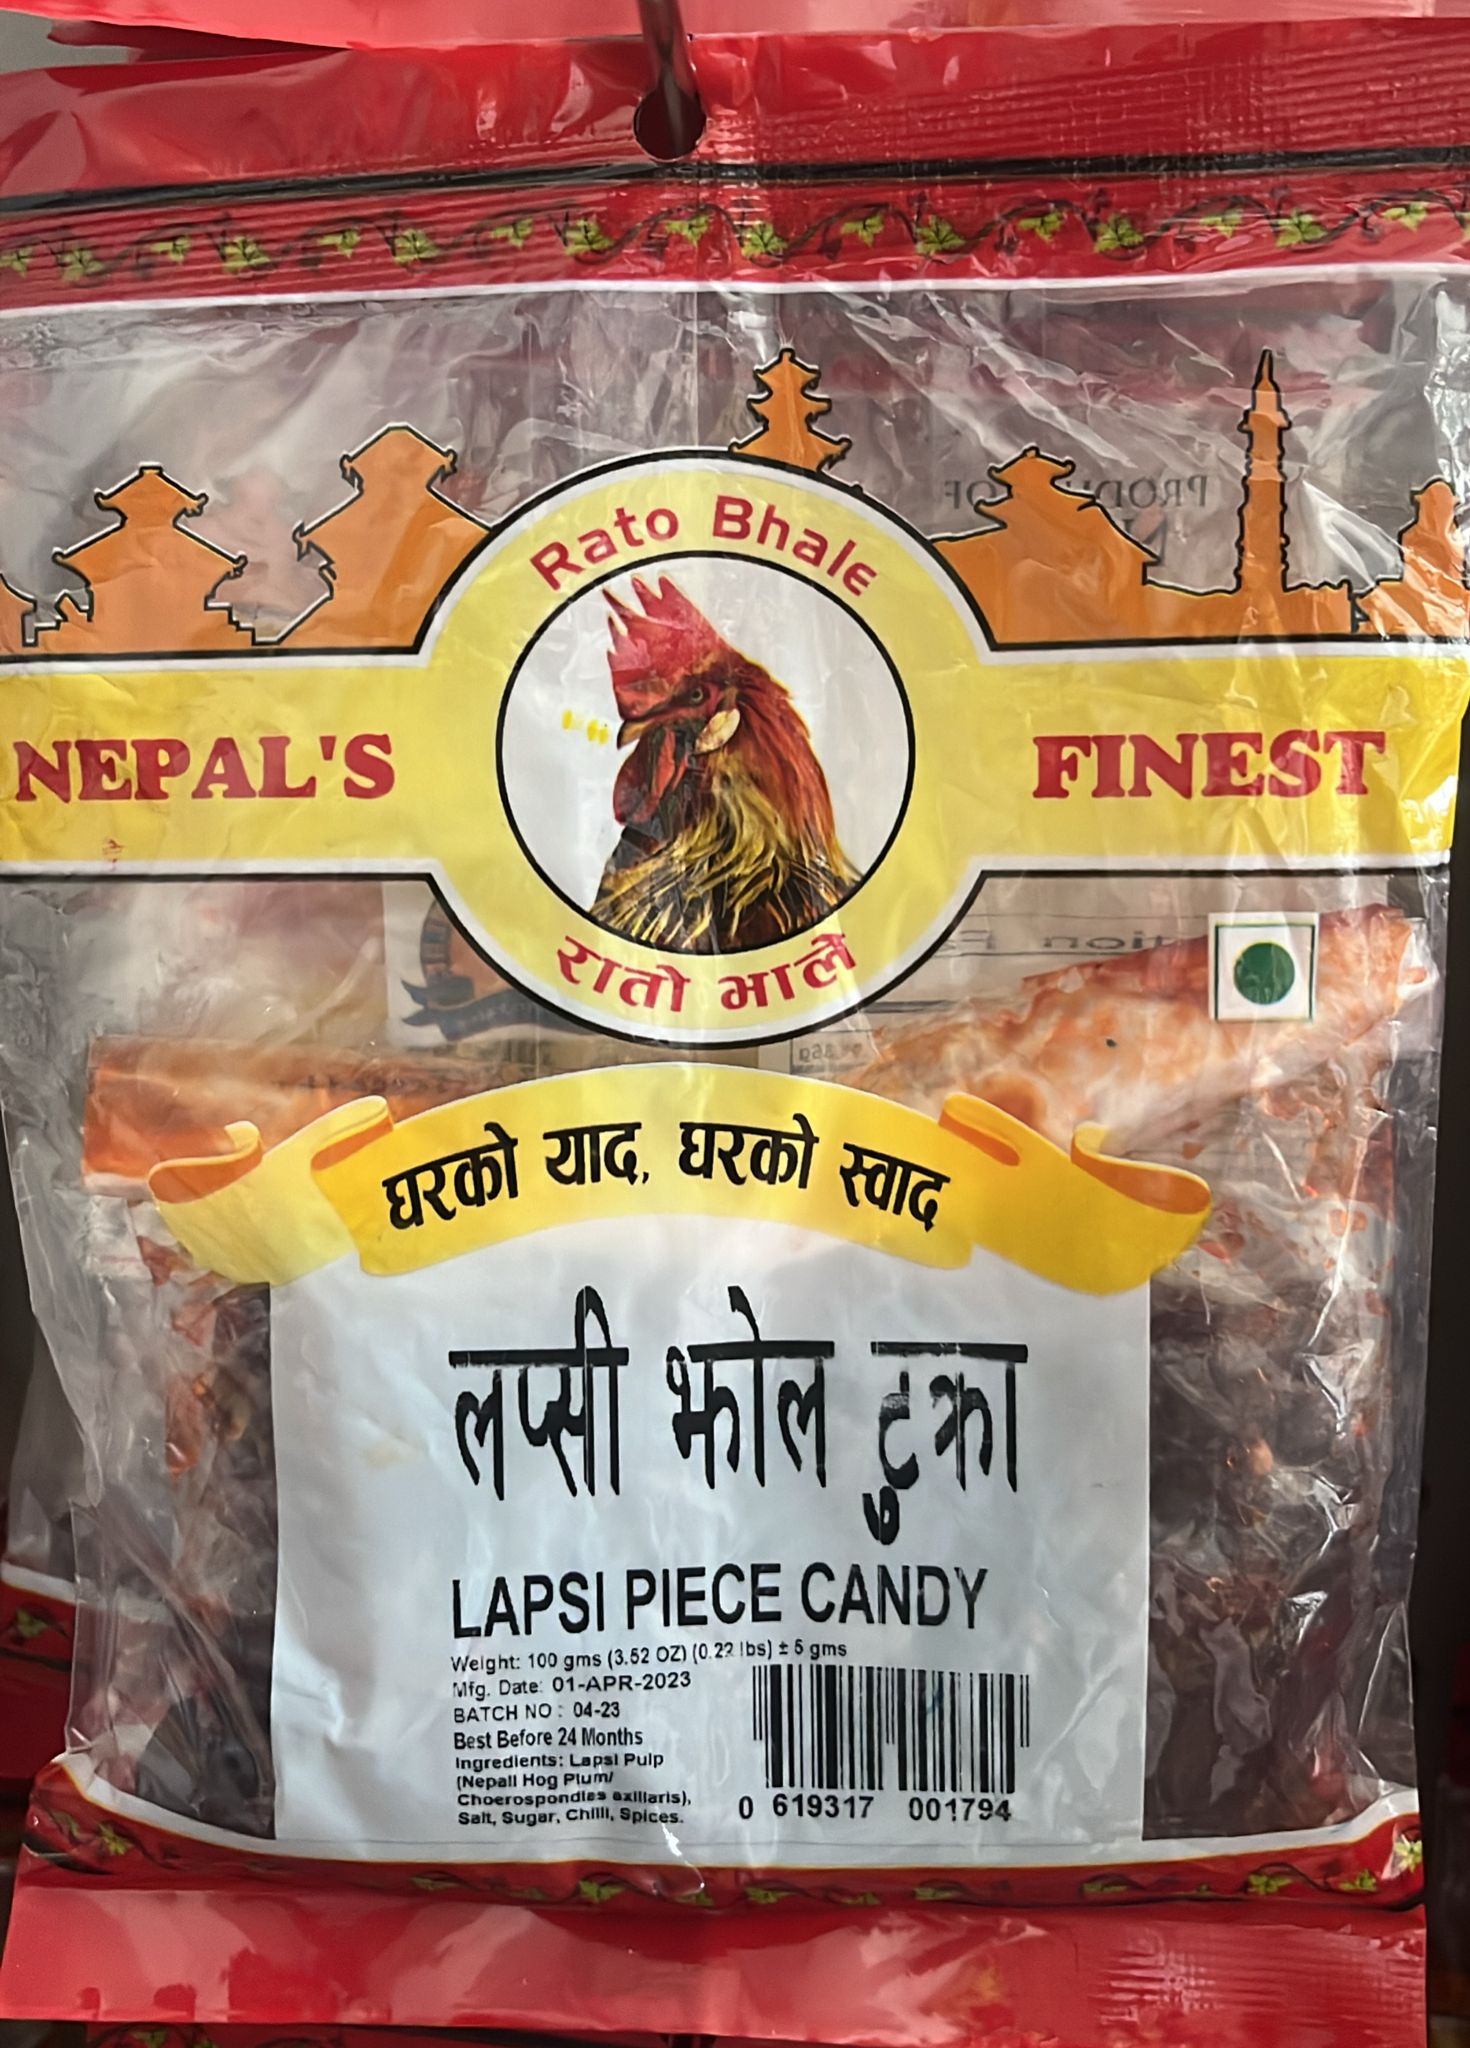 Rato Bhale
NEPAL'S FINEST
रातो भाले
घरको याद, घरको स्वाद
लप्सी झोल टुक्रा
LAPSI PIECE CANDY
Weight: 100 gms (3.52 OZ) (0.22 lbs) ± 5 gms
Mfg. Date: 01-APR-2023
BATCH NO : 04-23
Best Before 24 Months
Ingredients: Lapsi Pulp
(Nepali Hog Plum/
Choerospondias axillaris),
Salt, Sugar, Chilli, Spices.
0 619317 001794